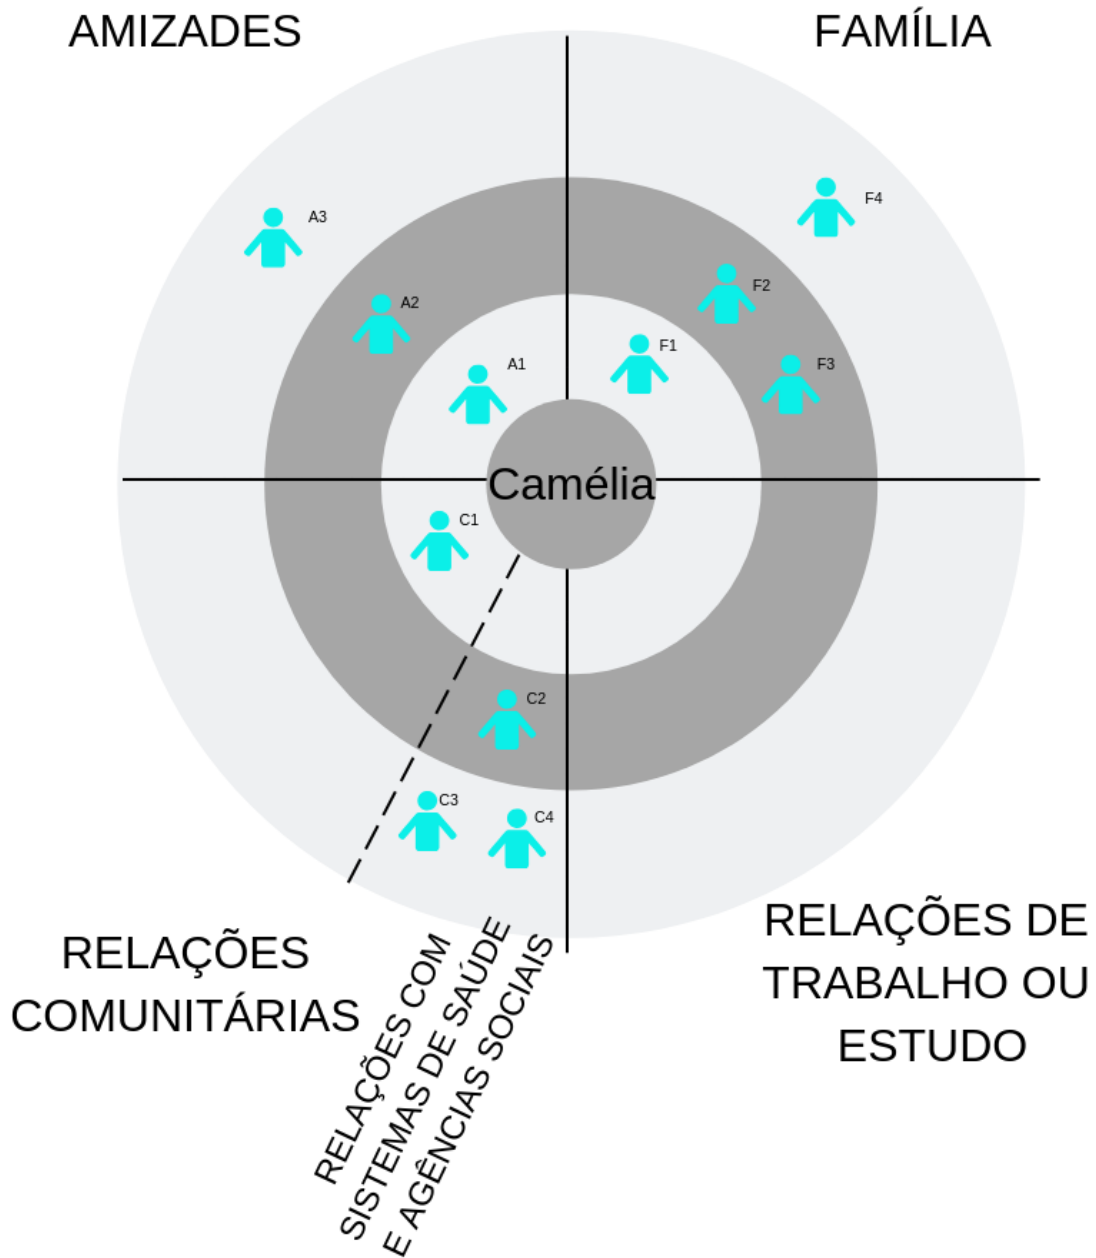 AMIZADES
FAMÍLIA
A3
F4
A2
F2
A1
F1
F3
Camélia
C1
C2
C3
C4
RELAÇÕES
COMUNITÁRIAS
RELAÇÕES COM
SISTEMAS DE SAÚDE
E AGÊNCIAS SOCIAIS
RELAÇÕES DE
TRABALHO OU
ESTUDO